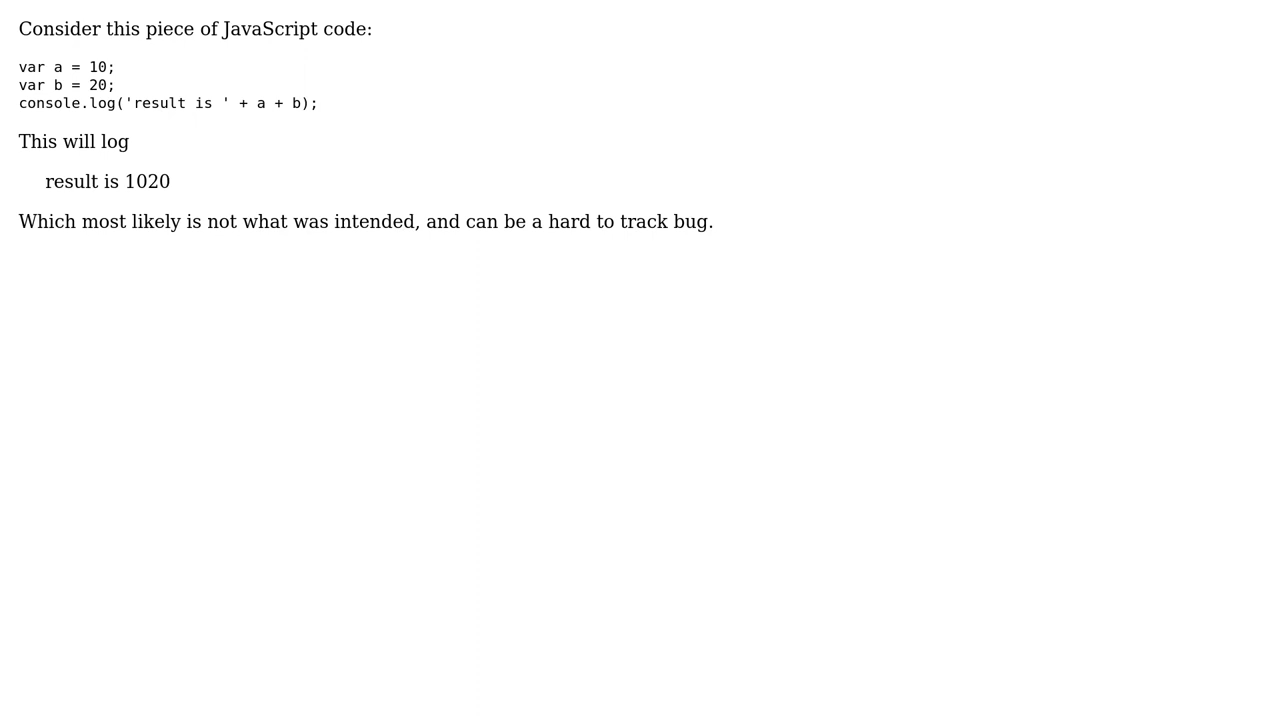 Consider this piece of JavaScript code:
var a = 10;
var b = 20;
console.log('result is ' + a + b);
This will log
result is 1020
Which most likely is not what was intended, and can be a hard to track bug.